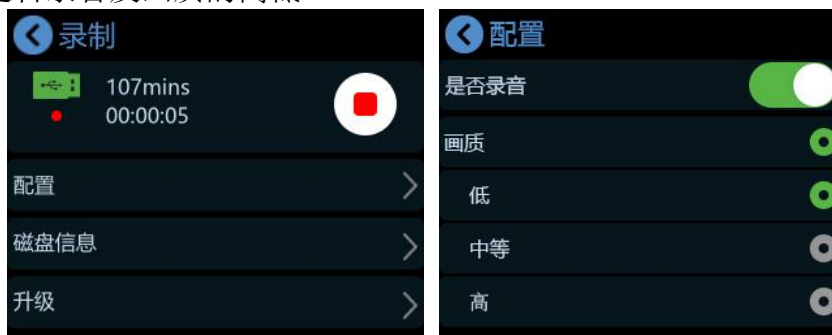 录制
107mins
00:00:05
配置
磁盘信息
升级
配置
是否录音
画质
低
中等
高